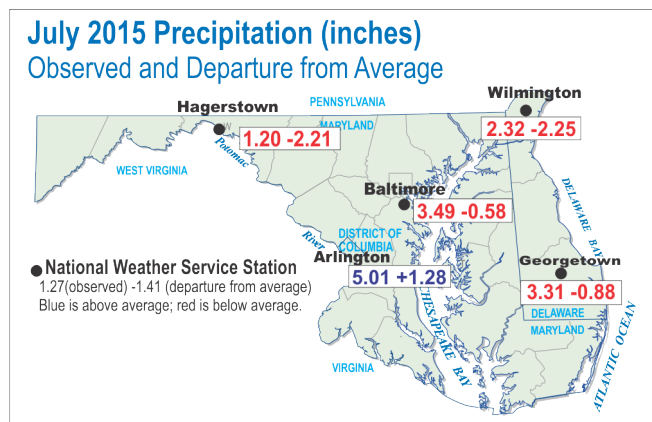 July 2015 Precipitation (inches)
Observed and Departure from Average
Wilmington
Hagerstown
PENNSYLVANIA
MARYLAND
2.32 -2.25
1.20 -2.21
Potomac
WEST VIRGINIA
Baltimore
DELAWARE BAY
3.49 -0.58
River
DISTRICT OF
COLUMBIA
Arlington
Georgetown
National Weather Service Station
5.01 +1.28
1.27(observed) -1.41 (departure from average)
3.31 -0.88
Blue is above average; red is below average.
CHESAPEAKE BAY
DELAWARE
MARYLAND
ATLANTIC OCEAN
VIRGINIA